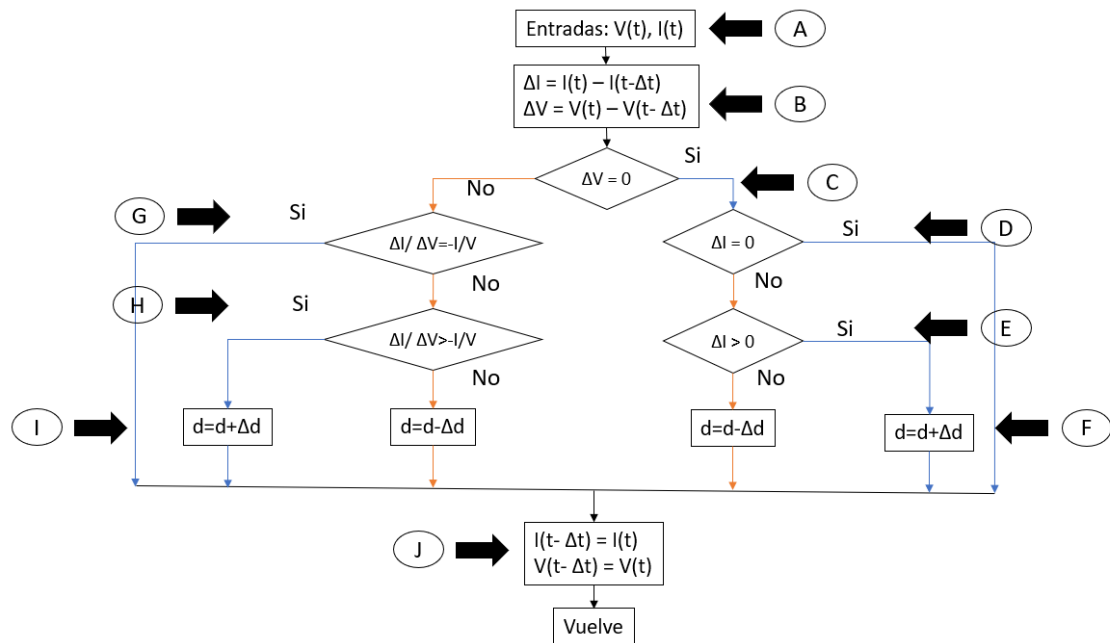 Entradas: V(t), I(t)
A
ΔI = I(t) – I(t-Δt)
ΔV = V(t) – V(t- Δt)
B
Si
ΔV = 0
No
C
G
Si
ΔI/ ΔV=-I/V
ΔI = 0
Si
D
No
No
H
Si
ΔI/ ΔV>-I/V
ΔI > 0
Si
E
No
No
I
d=d+Δd
d=d-Δd
d=d-Δd
d=d+Δd
F
J
I(t- Δt) = I(t)
V(t- Δt) = V(t)
Vuelve